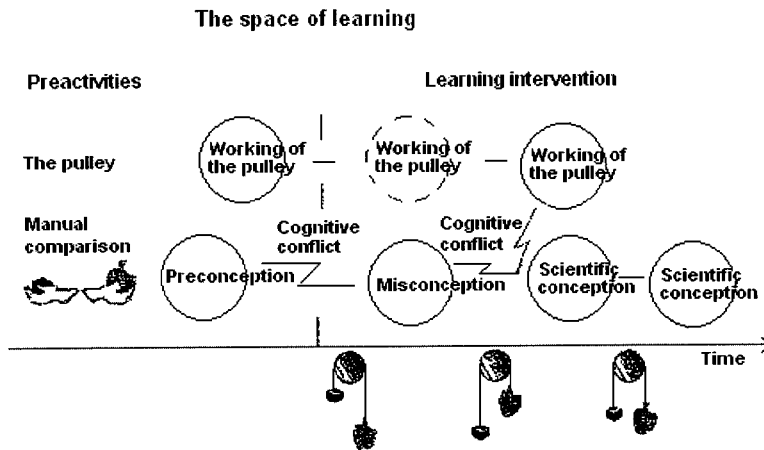 The space of learning
Preactivities
Learning intervention
The pulley
Working of
the pulley
Working of
the pulley
Working of
the pulley
Manual
comparison
Cognitive
conflict
Cognitive
conflict
Preconception
Misconception
Scientific
conception
Scientific
conception
Time